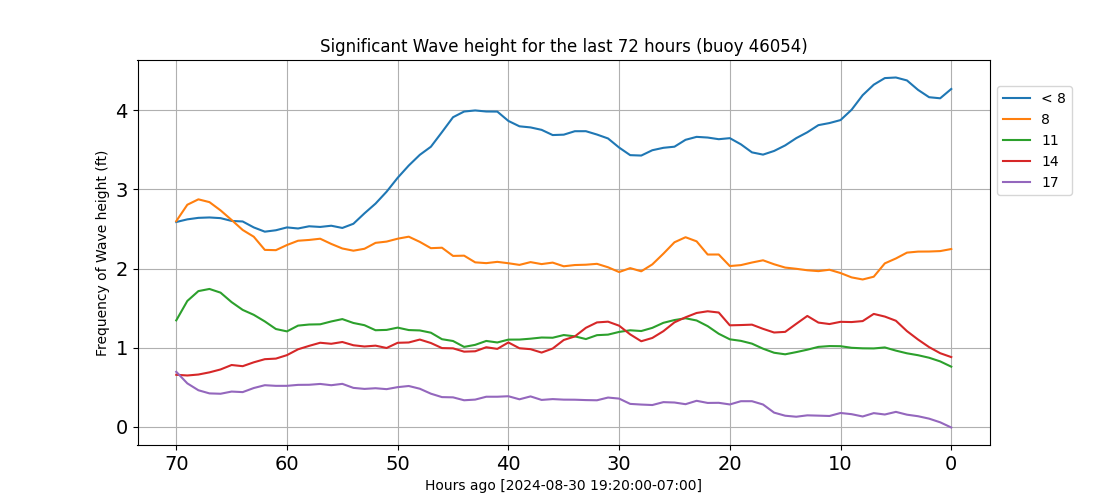 Significant Wave height for the last 72 hours (buoy 46054)
Frequency of Wave height (ft)
4
3
2
1
0
70 60 50 40 30 20 10 0
Hours ago [2024-08-30 19:20:00-07:00]
< 8
8
11
14
17